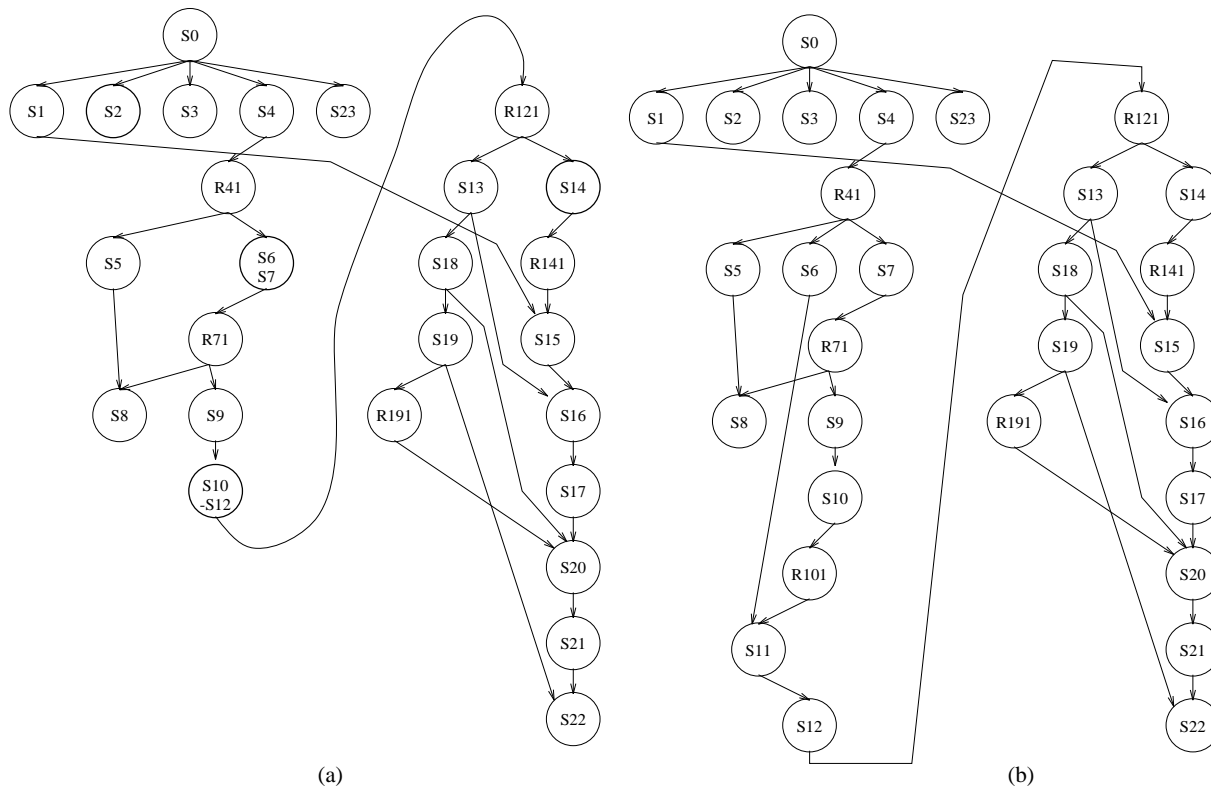 S0
S1
S2
S3
S4
S23
R121
R41
S13
S14
S5
S6
S7
S18
R141
R71
S19
S15
S8
S9
R191
S16
S10
-S12
S17
S20
S21
S22
(a)
S0
S1
S2
S3
S4
S23
R121
R41
S13
S14
S5
S6
S7
S18
R141
R71
S19
S15
S8
S9
R191
S16
S10
S17
R101
S20
S11
S21
S12
S22
(b)